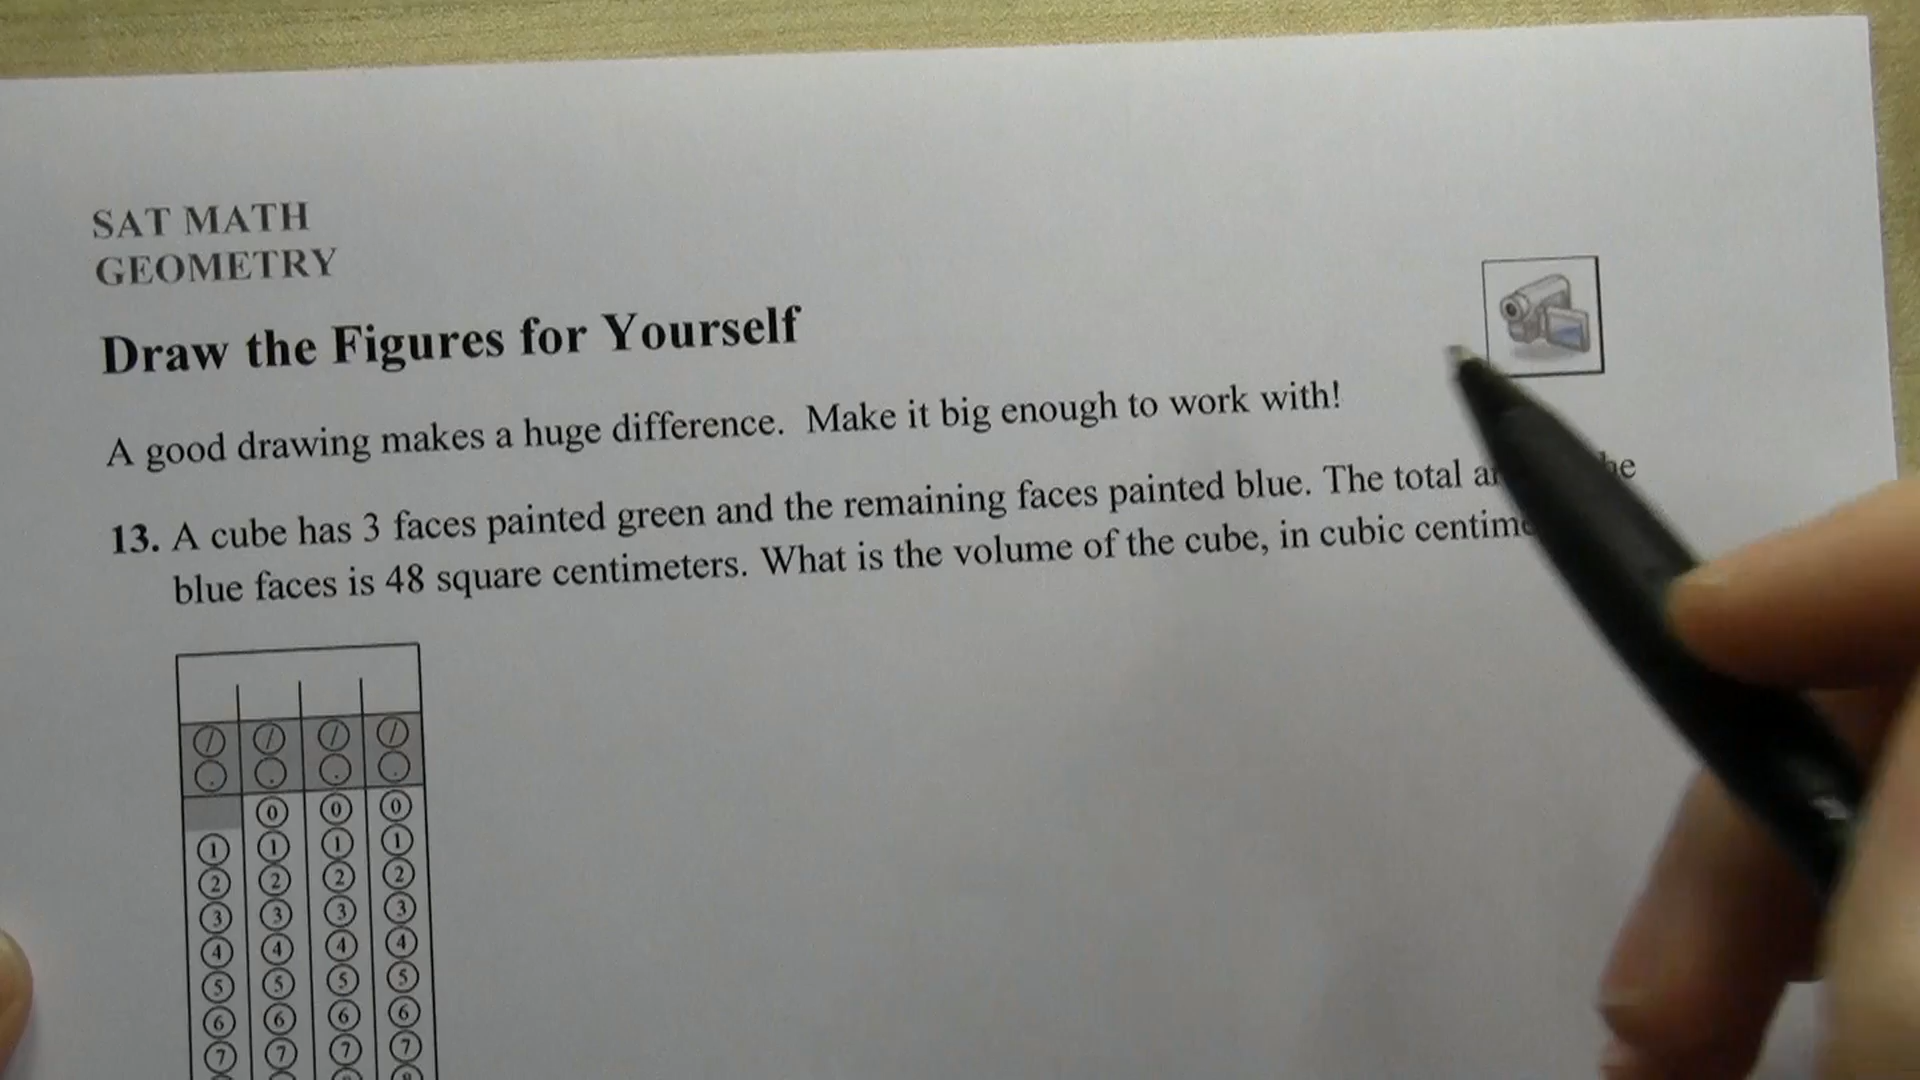 SAT MATH
GEOMETRY
Draw the Figures for Yourself
A good drawing makes a huge difference. Make it big enough to work with!
13. A cube has 3 faces painted green and the remaining faces painted blue. The total
blue faces is 48 square centimeters. What is the volume of the cube, in cubic
/ / / /
. . . .
0 0 0
1 1 1 1
2 2 2 2
3 3 3 3
4 4 4 4
5 5 5 5
6 6 6 6
7 7 7 7